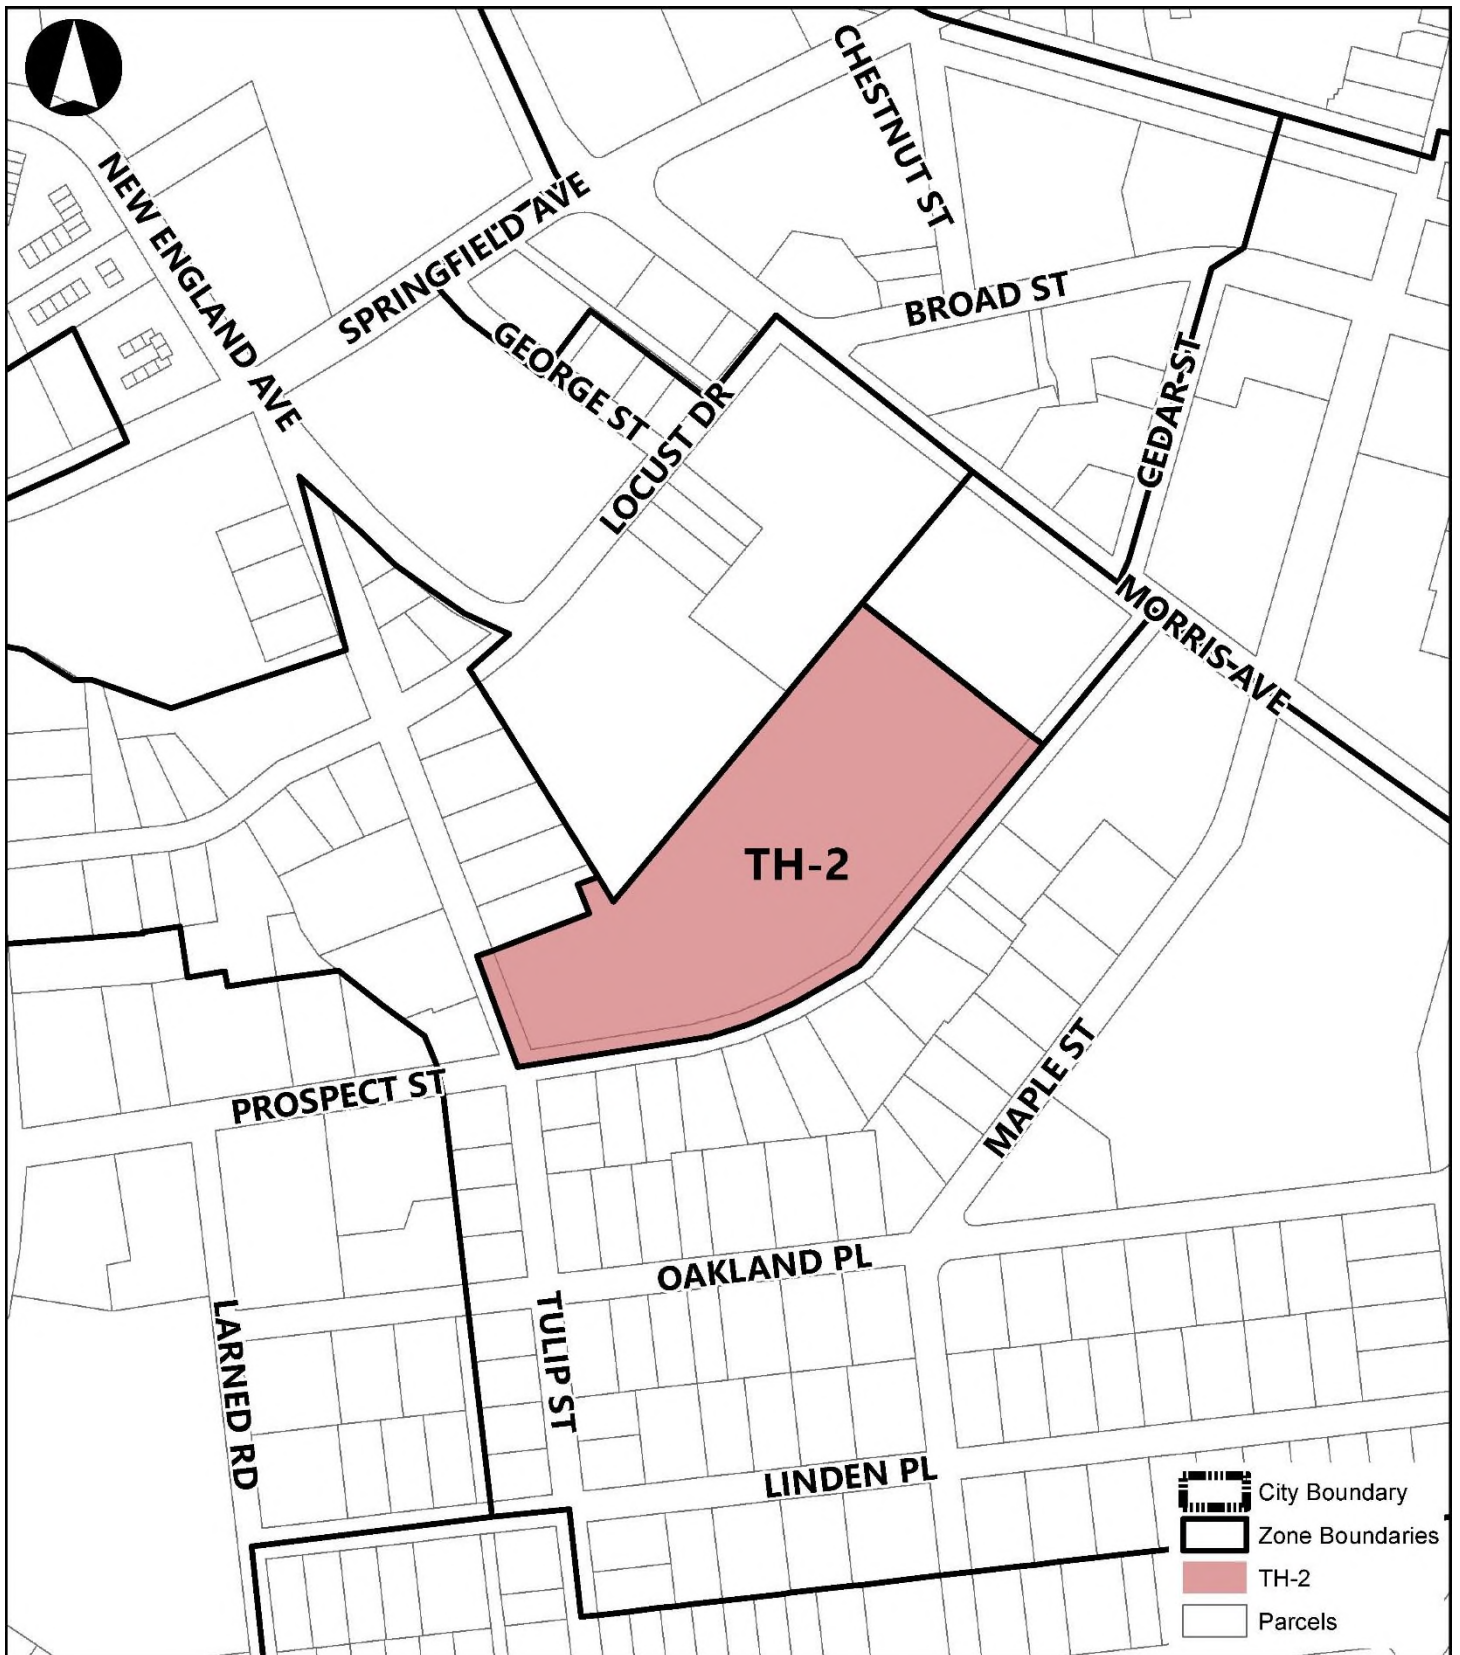 CHESTNUT ST
NEW ENGLAND AVE
SPRINGFIELD AVE
BROAD ST
GEORGE ST
LOCUST DR
CEDAR ST
MORRIS AVE
TH-2
MAPLE ST
PROSPECT ST
OAKLAND PL
TULIP ST
LARNED RD
LINDEN PL
City Boundary
Zone Boundaries
TH-2
Parcels